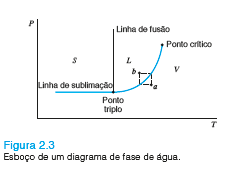 P
Linha de fusão
Ponto crítico
S
L
V
b
a
Linha de sublimação
Ponto
triplo
T
Figura 2.3
Esboço de um diagrama de fase de água.